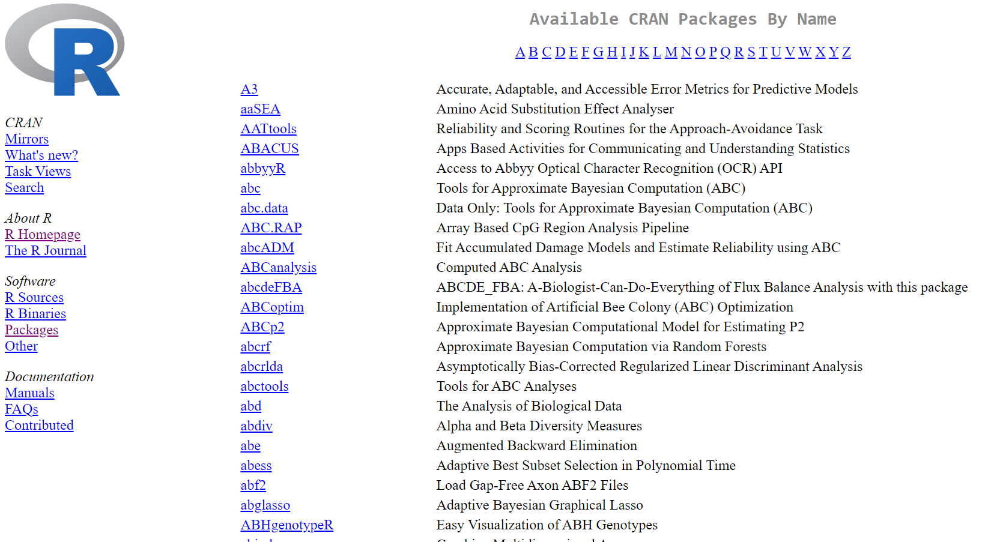 R
CRAN
Mirrors
What's new?
Task Views
Search
About R
R Homepage
The R Journal
Software
R Sources
R Binaries
Packages
Other
Documentation
Manuals
FAQs
Contributed
Available CRAN Packages By Name
A B C D E F G H I J K L M N O P Q R S T U V W X Y Z
A3 Accurate, Adaptable, and Accessible Error Metrics for Predictive Models
aaSEA Amino Acid Substitution Effect Analyser
AATtools Reliability and Scoring Routines for the Approach-Avoidance Task
ABACUS Apps Based Activities for Communicating and Understanding Statistics
abbyyR Access to Abbyy Optical Character Recognition (OCR) API
abc Tools for Approximate Bayesian Computation (ABC)
abc.data Data Only: Tools for Approximate Bayesian Computation (ABC)
ABC.RAP Array Based CpG Region Analysis Pipeline
abcADM Fit Accumulated Damage Models and Estimate Reliability using ABC
ABCanalysis Computed ABC Analysis
abcdeFBA ABCDE_FBA: A-Biologist-Can-Do-Everything of Flux Balance Analysis with this package
ABCoptim Implementation of Artificial Bee Colony (ABC) Optimization
ABCp2 Approximate Bayesian Computational Model for Estimating P2
abcrf Approximate Bayesian Computation via Random Forests
abcrlda Asymptotically Bias-Corrected Regularized Linear Discriminant Analysis
abctools Tools for ABC Analyses
abd The Analysis of Biological Data
abdiv Alpha and Beta Diversity Measures
abe Augmented Backward Elimination
abess Adaptive Best Subset Selection in Polynomial Time
abf2 Load Gap-Free Axon ABF2 Files
abglasso Adaptive Bayesian Graphical Lasso
ABHgenotypeR Easy Visualization of ABH Genotypes